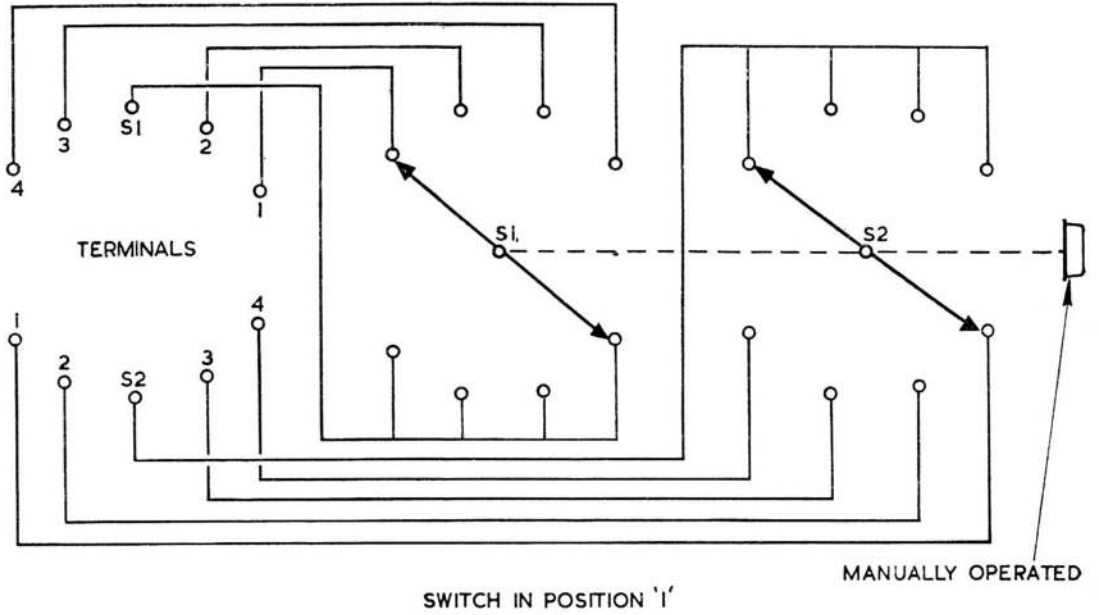 3
S1
2
4
1
TERMINALS
S1.
S2
1
4
2
S2
3
MANUALLY OPERATED
SWITCH IN POSITION '1'